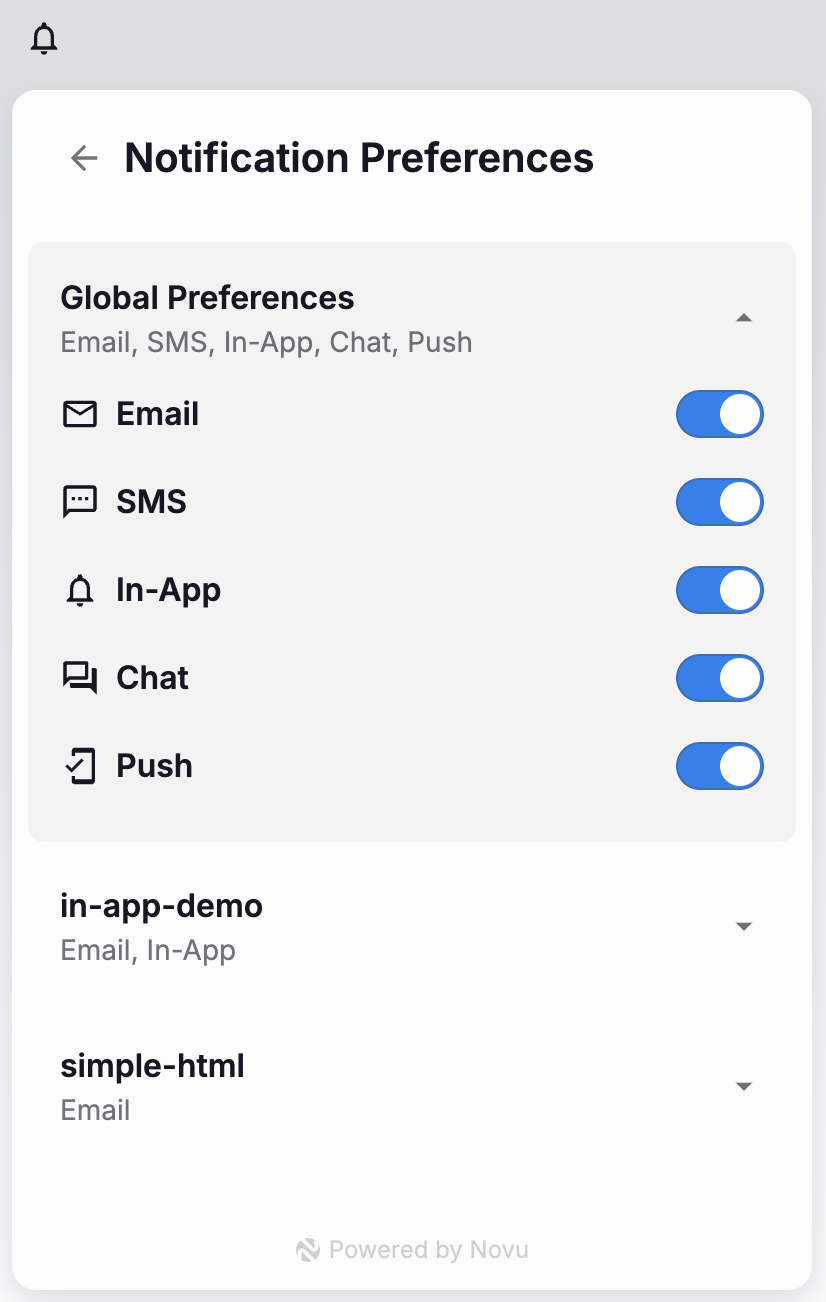 Notification Preferences
Global Preferences
Email, SMS, In-App, Chat, Push
Email
SMS
In-App
Chat
Push
in-app-demo
Email, In-App
simple-html
Email
Powered by Novu